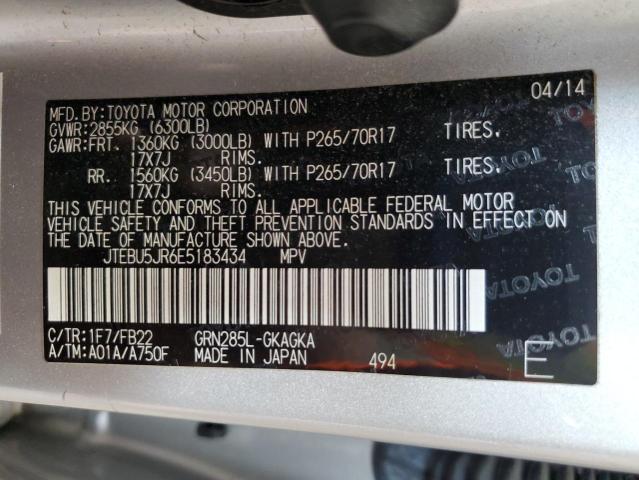 04/14
MFD.BY:TOYOTA MOTOR CORPORATION
GVWR:2855KG (6300LB)
GAWR:FRT. 1360KG (3000LB) WITH P265/70R17 TIRES,
17X7J RIMS.
RR. 1560KG (3450LB) WITH P265/70R17 TIRES,
17X7J RIMS.
THIS VEHICLE CONFORMS TO ALL APPLICABLE FEDERAL MOTOR
VEHICLE SAFETY AND THEFT PREVENTION STANDARDS IN EFFECT ON
THE DATE OF MANUFACTURE SHOWN ABOVE.
JTEBU5JR6E5183434 MPV
C/TR:1F7/FB22 GRN285L-GKAGKA
A/TM:A01A/A750F MADE IN JAPAN 494
E